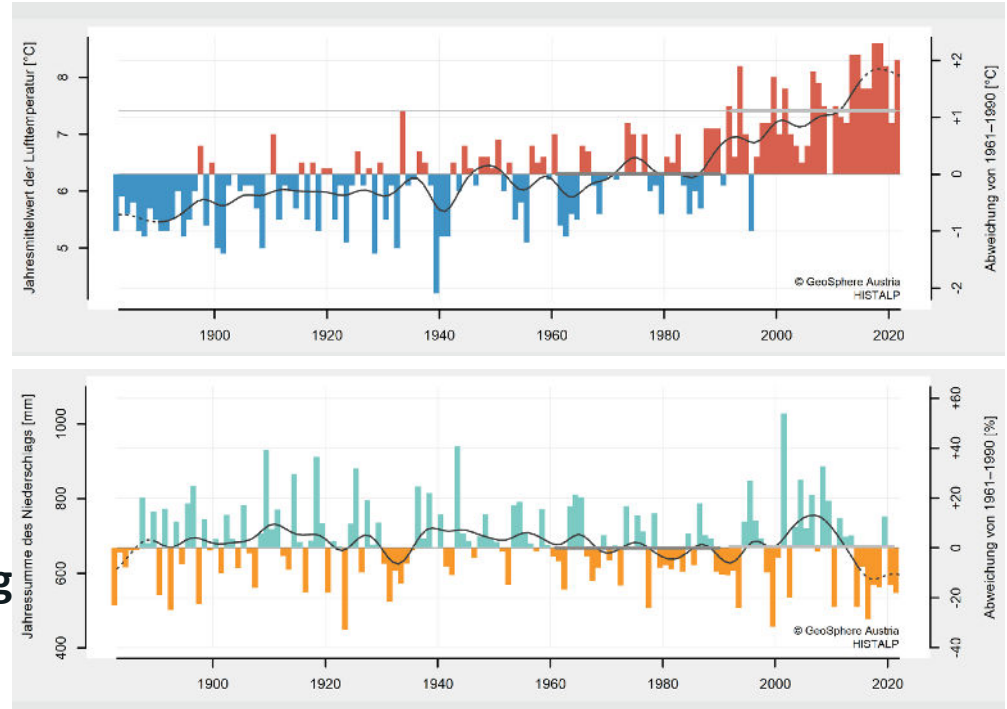 Jahresmittelwert der Lufttemperatur [°C]
8
7
6
5
+2
+1
0
-1
-2
Abweichung von 1961–1990 [°C]
© GeoSphere Austria
HISTALP
1900 1920 1940 1960 1980 2000 2020
g
Jahressumme des Niederschlags [mm]
1000
800
600
400
+60
+40
+20
0
-20
-40
Abweichung von 1961–1990 [%]
© GeoSphere Austria
HISTALP
1900 1920 1940 1960 1980 2000 2020